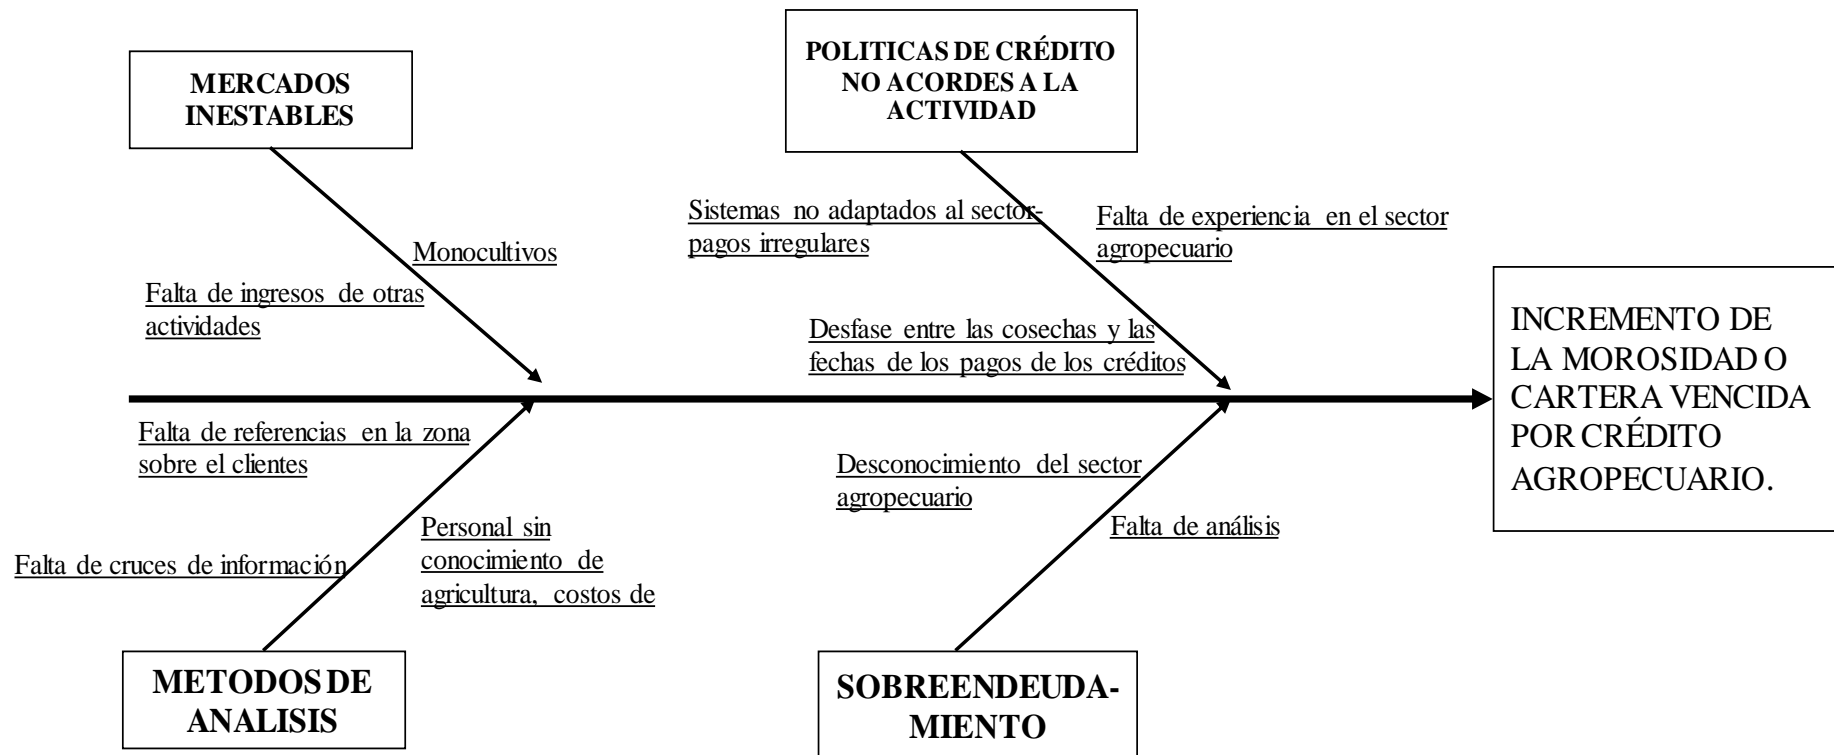 MERCADOS
INESTABLES
POLITICAS DE CRÉDITO
NO ACORDES A LA
ACTIVIDAD
Monocultivos
Falta de ingresos de otras
actividades
Sistemas no adaptados al sector-
pagos irregulares
Falta de experiencia en el sector
agropecuario
Desfase entre las cosechas y las
fechas de los pagos de los créditos
INCREMENTO DE
LA MOROSIDAD O
CARTERA VENCIDA
POR CRÉDITO
AGROPECUARIO.
Falta de referencias en la zona
sobre el clientes
Falta de cruces de información
Personal sin
conocimiento de
agricultura, costos de
Desconocimiento del sector
agropecuario
Falta de análisis
METODOS DE
ANALISIS
SOBREENDEUDA-
MIENTO